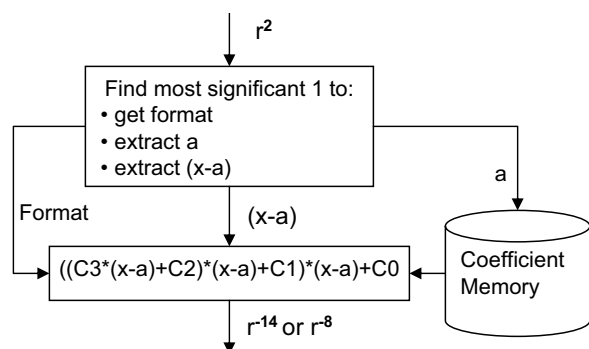 r²
Find most significant 1 to:
• get format
• extract a
• extract (x-a)
a
Format
(x-a)
((C3*(x-a)+C2)*(x-a)+C1)*(x-a)+C0
Coefficient
Memory
r⁻¹⁴ or r⁻⁸